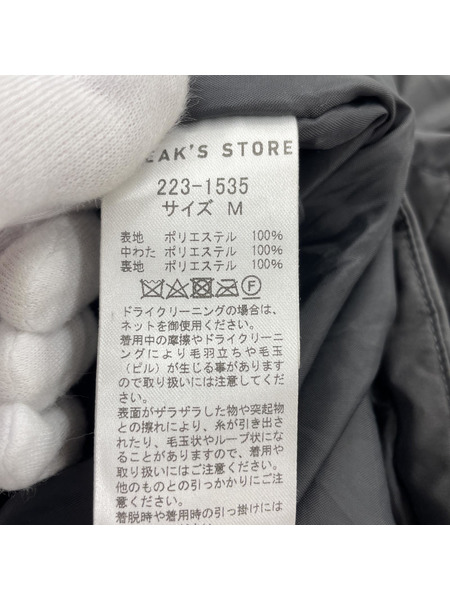 EAK'S STORE
223-1535
サイズ M
表地 ポリエステル 100%
中わた ポリエステル 100%
裏地 ポリエステル 100%
F
ドライクリーニングの場合は、
ネットを御使用ください。
着用中の摩擦やドライクリーニ
ングにより毛羽立ちや毛玉
(ピル)が生じる事があります
ので取り扱いには注意してくだ
さい。
表面がザラザラした物や突起物
との擦れにより、糸が引き出さ
れたり、毛玉状やループ状にな
ることがありますので、着用や
取り扱いにはご注意ください。
他のものとの引っかかりにご注
意ください。
着脱時や着用時の引っ掛けには